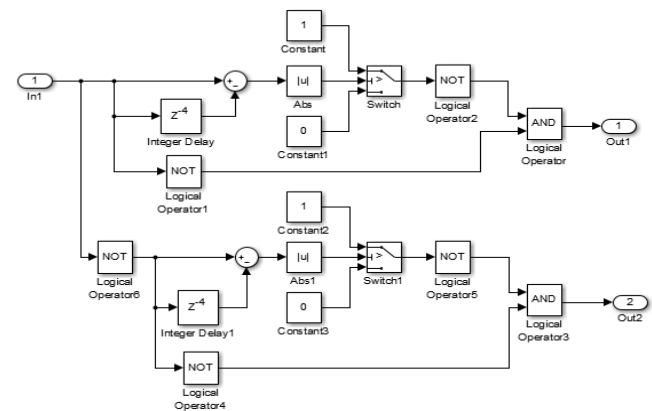 1
Constant
1
In1
+
−
|u|
Abs
>
Switch
NOT
Logical
Operator2
Z-4
Integer Delay
0
Constant1
AND
Logical
Operator
1
Out1
NOT
Logical
Operator1
1
Constant2
NOT
Logical
Operator6
+
−
|u|
Abs1
>
Switch1
NOT
Logical
Operator5
Z-4
Integer Delay1
0
Constant3
AND
Logical
Operator3
2
Out2
NOT
Logical
Operator4